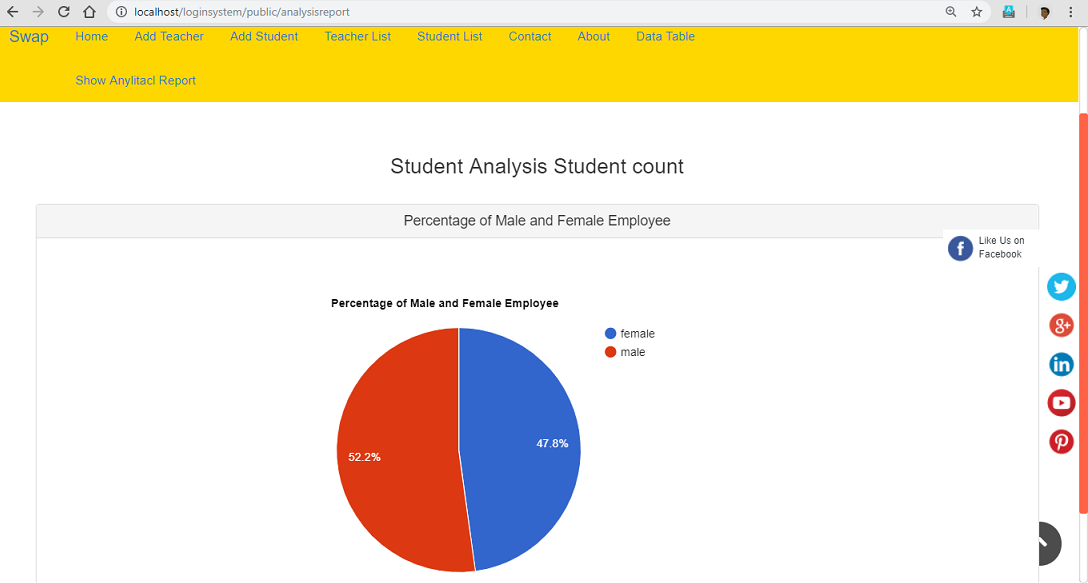 localhost/loginsystem/public/analysisreport
Swap Home Add Teacher Add Student Teacher List Student List Contact About Data Table
Show Anylitacl Report
Student Analysis Student count
Percentage of Male and Female Employee
Like Us on
Facebook
Percentage of Male and Female Employee
female
male
47.8%
52.2%
f
g+
in